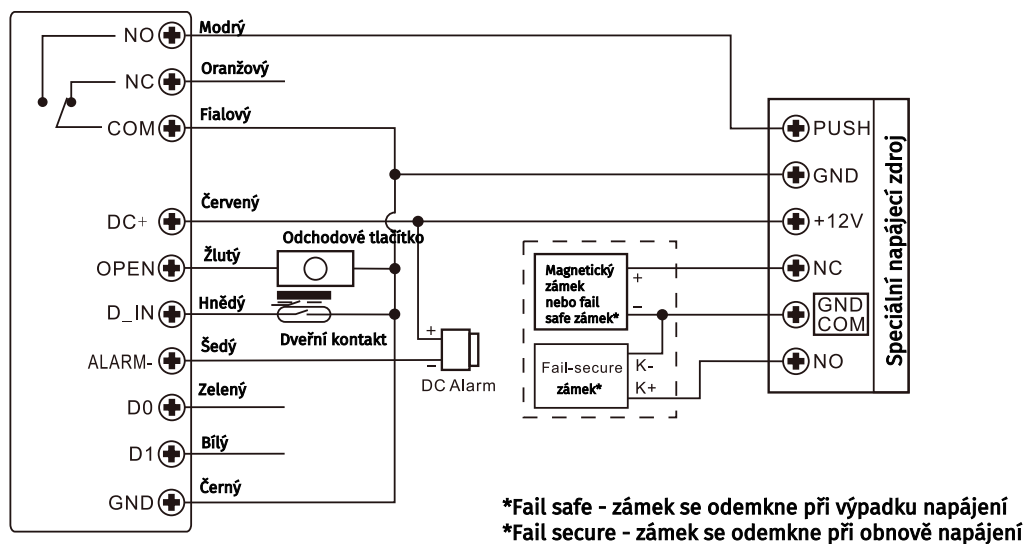 NO
Modrý
NC
Oranžový
COM
Fialový
DC+
Červený
OPEN
Žlutý
Odchodové tlačítko
D_IN
Hnědý
Dveřní kontakt
ALARM-
Šedý
+
−
DC Alarm
D0
Zelený
D1
Bílý
GND
Černý
Magnetický
zámek
nebo fail
safe zámek*
+
−
Fail-secure
zámek*
K-
K+
PUSH
GND
+12V
NC
GND
COM
NO
Speciální napájecí zdroj
*Fail safe - zámek se odemkne při výpadku napájení
*Fail secure - zámek se odemkne při obnově napájení